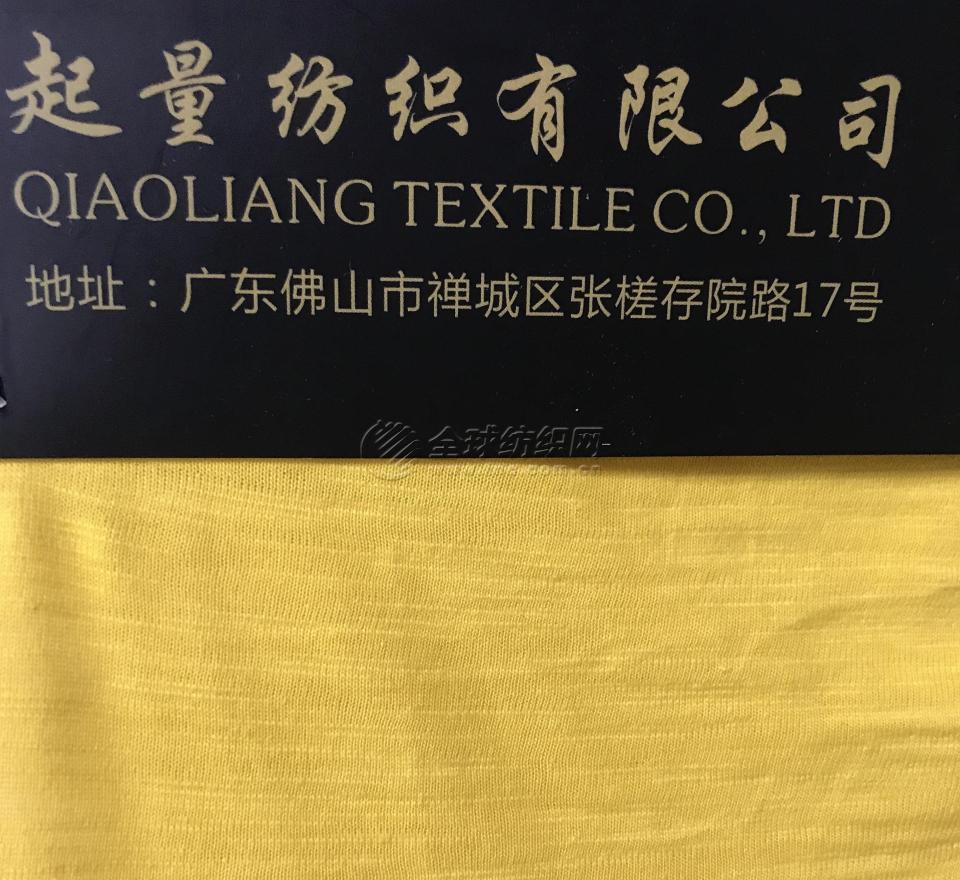 起量纺织有限公司
QIAOLIANG TEXTILE CO., LTD
地址：广东佛山市禅城区张槎存院路17号
全球纺织网